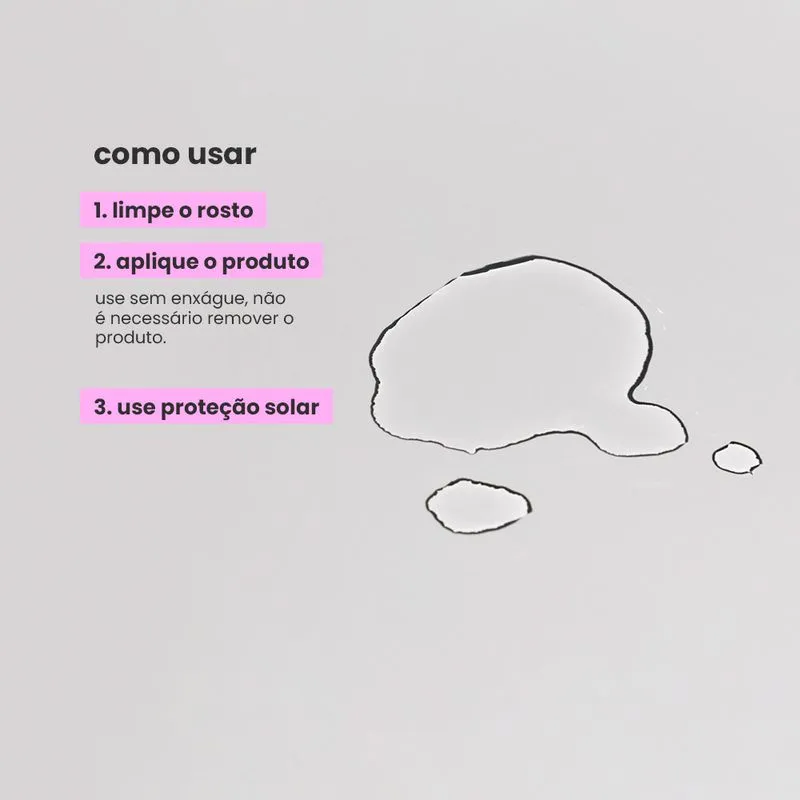 como usar
1. limpe o rosto
2. aplique o produto
use sem enxágue, não
é necessário remover o
produto.
3. use proteção solar